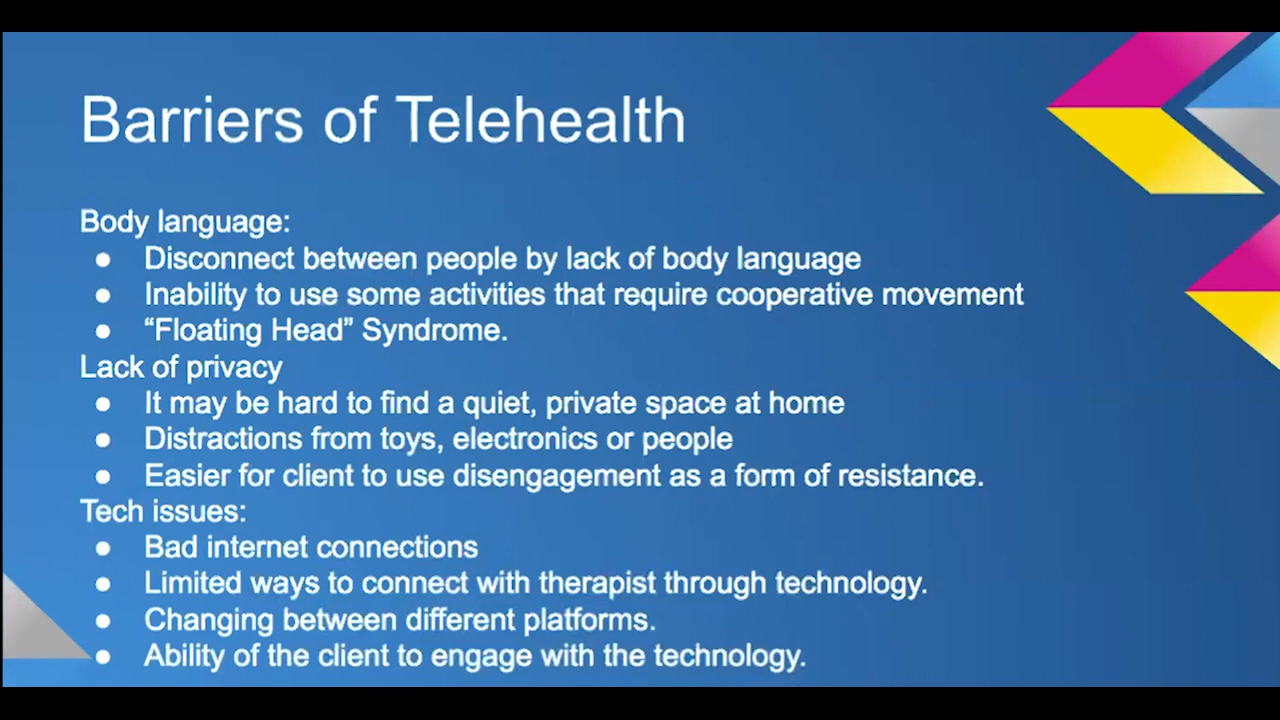 Barriers of Telehealth
Body language:
● Disconnect between people by lack of body language
● Inability to use some activities that require cooperative movement
● “Floating Head” Syndrome.
Lack of privacy
● It may be hard to find a quiet, private space at home
● Distractions from toys, electronics or people
● Easier for client to use disengagement as a form of resistance.
Tech issues:
● Bad internet connections
● Limited ways to connect with therapist through technology.
● Changing between different platforms.
● Ability of the client to engage with the technology.